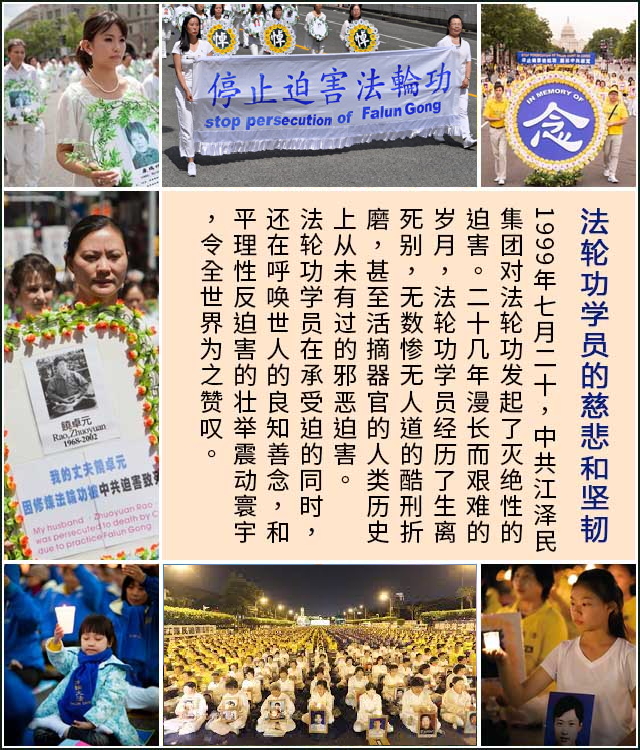 悼
悼
悼
停止迫害法輪功
stop persecution of Falun Gong
IN MEMORY OF
念
饒卓元
Rao, Zhuoyuan
1968-2002
我的丈夫饒卓元
因修煉法輪功被中共迫害致
My husband, Zhuoyuan Rao
was persecuted to death by C
due to practice Falun Gong
法轮功学员的慈悲和坚韧
1999年七月二十，中共江泽民
集团对法轮功发起了灭绝性的
迫害。二十几年漫长而艰难的
岁月，法轮功学员经历了生离
死别，无数惨无人道的酷刑折
磨，甚至活摘器官的人类历史
上从未有过的邪恶迫害。
法轮功学员在承受迫的同时，
还在呼唤世人的良知善念，和
平理性反迫害的壮举震动寰宇
，令全世界为之赞叹。